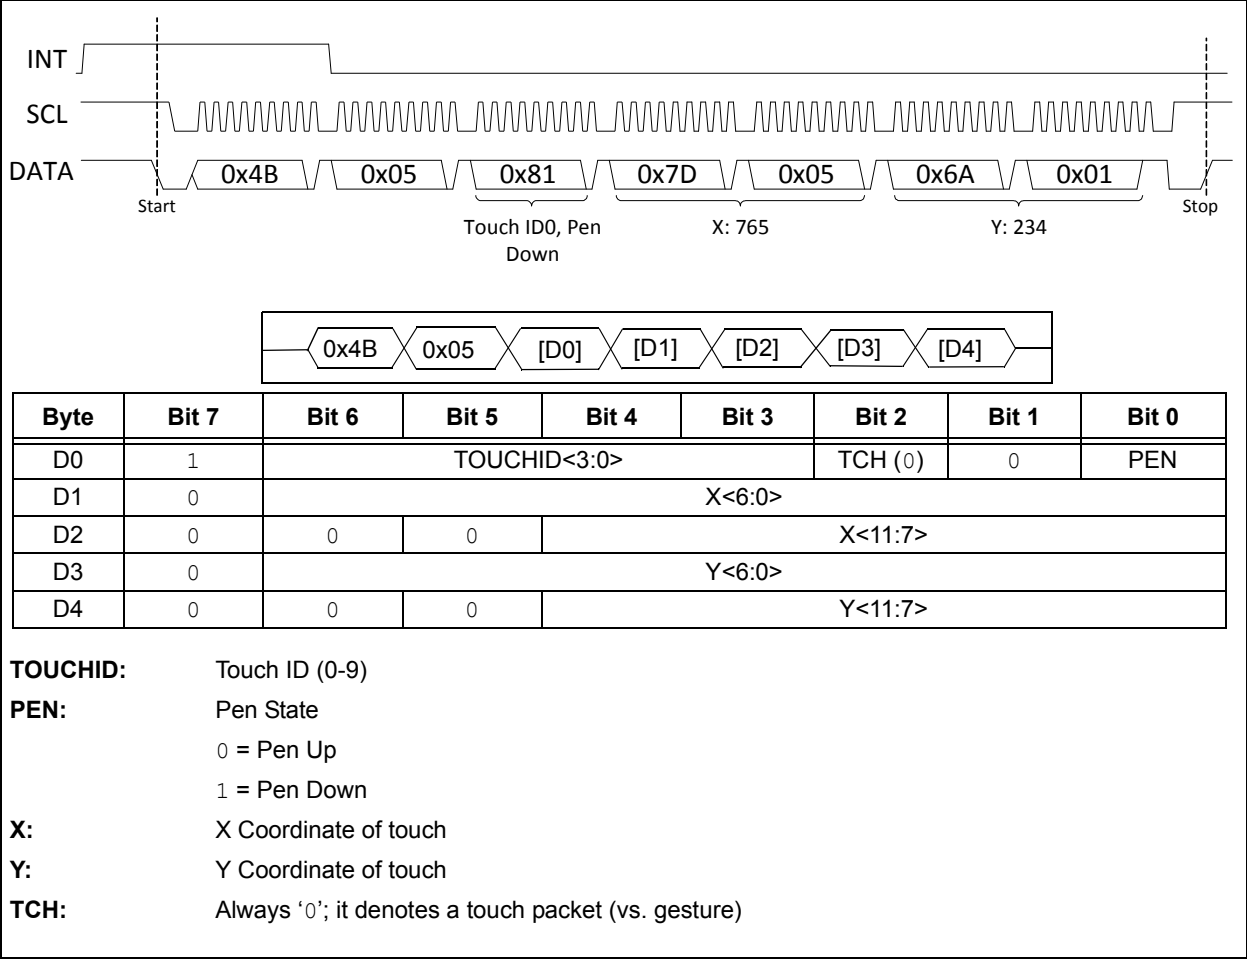 INT
SCL
DATA 0x4B 0x05 0x81 0x7D 0x05 0x6A 0x01
Start Stop
Touch ID0, Pen Down X: 765 Y: 234
0x4B 0x05 [D0] [D1] [D2] [D3] [D4]
Byte Bit 7 Bit 6 Bit 5 Bit 4 Bit 3 Bit 2 Bit 1 Bit 0
D0 1 TOUCHID<3:0> TCH (0) 0 PEN
D1 0 X<6:0>
D2 0 0 0 X<11:7>
D3 0 Y<6:0>
D4 0 0 0 Y<11:7>
TOUCHID: Touch ID (0-9)
PEN: Pen State
0 = Pen Up
1 = Pen Down
X: X Coordinate of touch
Y: Y Coordinate of touch
TCH: Always ‘0’; it denotes a touch packet (vs. gesture)